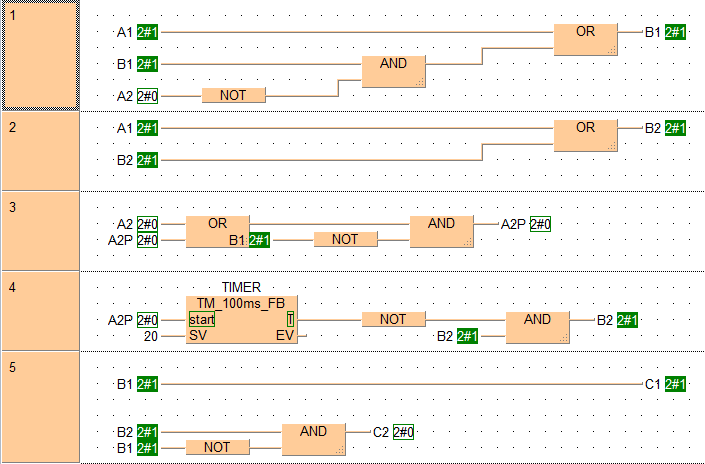 1
A1 2#1 OR B1 2#1
B1 2#1 AND
A2 2#0 NOT
2
A1 2#1 OR B2 2#1
B2 2#1
3
A2 2#0 OR AND A2P 2#0
A2P 2#0 B1 2#1 NOT
4
TIMER
TM_100ms_FB
A2P 2#0 start T NOT AND B2 2#1
20 SV EV B2 2#1
5
B1 2#1 C1 2#1
B2 2#1 AND C2 2#0
B1 2#1 NOT